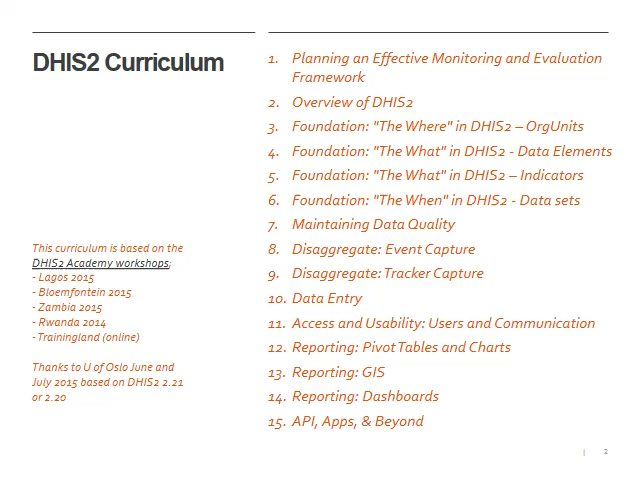 DHIS2 Curriculum
This curriculum is based on the
DHIS2 Academy workshops:
- Lagos 2015
- Bloemfontein 2015
- Zambia 2015
- Rwanda 2014
- Trainingland (online)
Thanks to U of Oslo June and
July 2015 based on DHIS2 2.21
or 2.20
1. Planning an Effective Monitoring and Evaluation
Framework
2. Overview of DHIS2
3. Foundation: "The Where" in DHIS2 – OrgUnits
4. Foundation: "The What" in DHIS2 - Data Elements
5. Foundation: "The What" in DHIS2 – Indicators
6. Foundation: "The When" in DHIS2 - Data sets
7. Maintaining Data Quality
8. Disaggregate: Event Capture
9. Disaggregate: Tracker Capture
10. Data Entry
11. Access and Usability: Users and Communication
12. Reporting: Pivot Tables and Charts
13. Reporting: GIS
14. Reporting: Dashboards
15. API, Apps, & Beyond
| 2